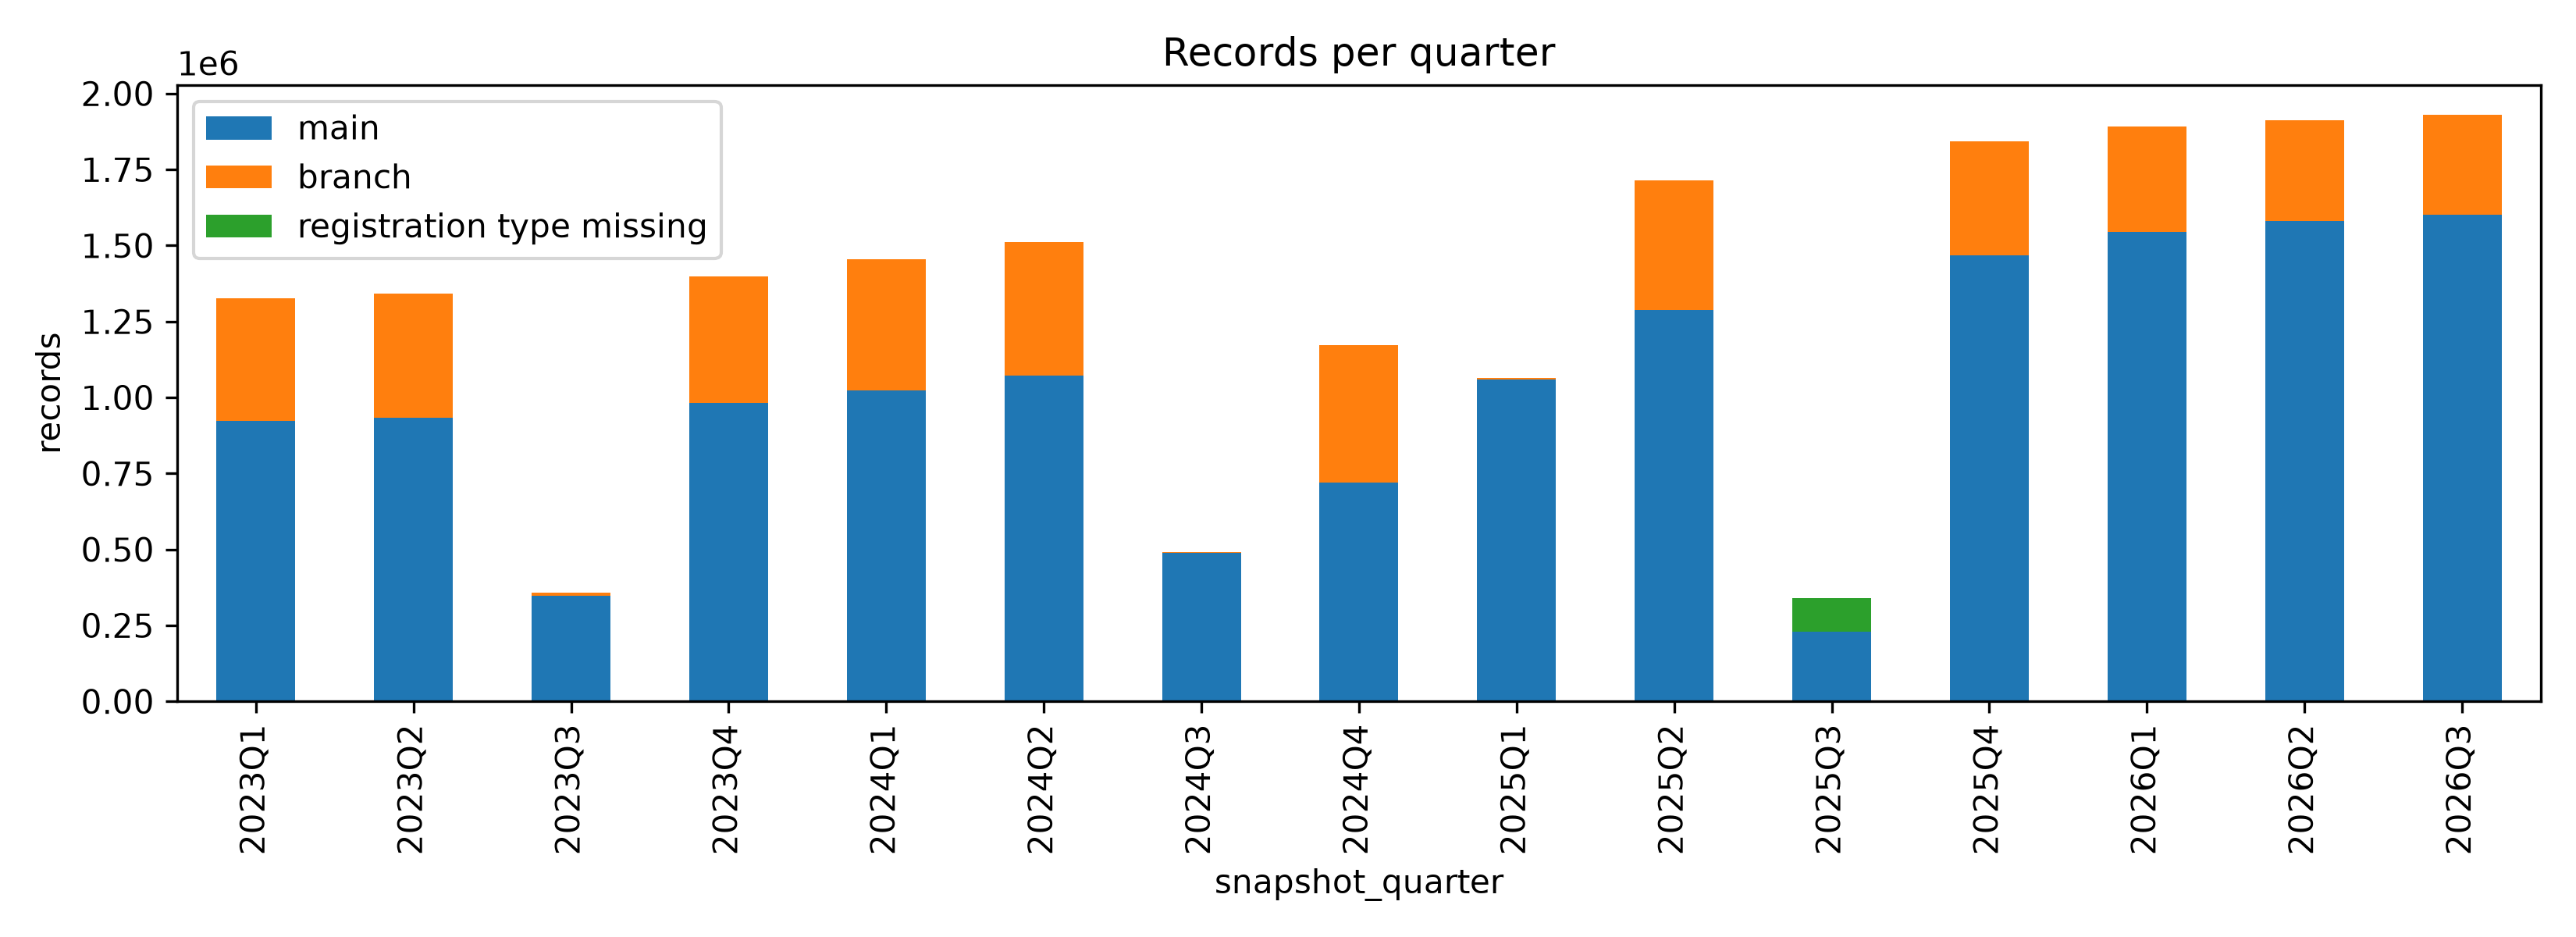 Records per quarter
1e6
2.00
1.75
1.50
1.25
1.00
0.75
0.50
0.25
0.00
records
main
branch
registration type missing
2023Q1
2023Q2
2023Q3
2023Q4
2024Q1
2024Q2
2024Q3
2024Q4
2025Q1
2025Q2
2025Q3
2025Q4
2026Q1
2026Q2
2026Q3
snapshot_quarter